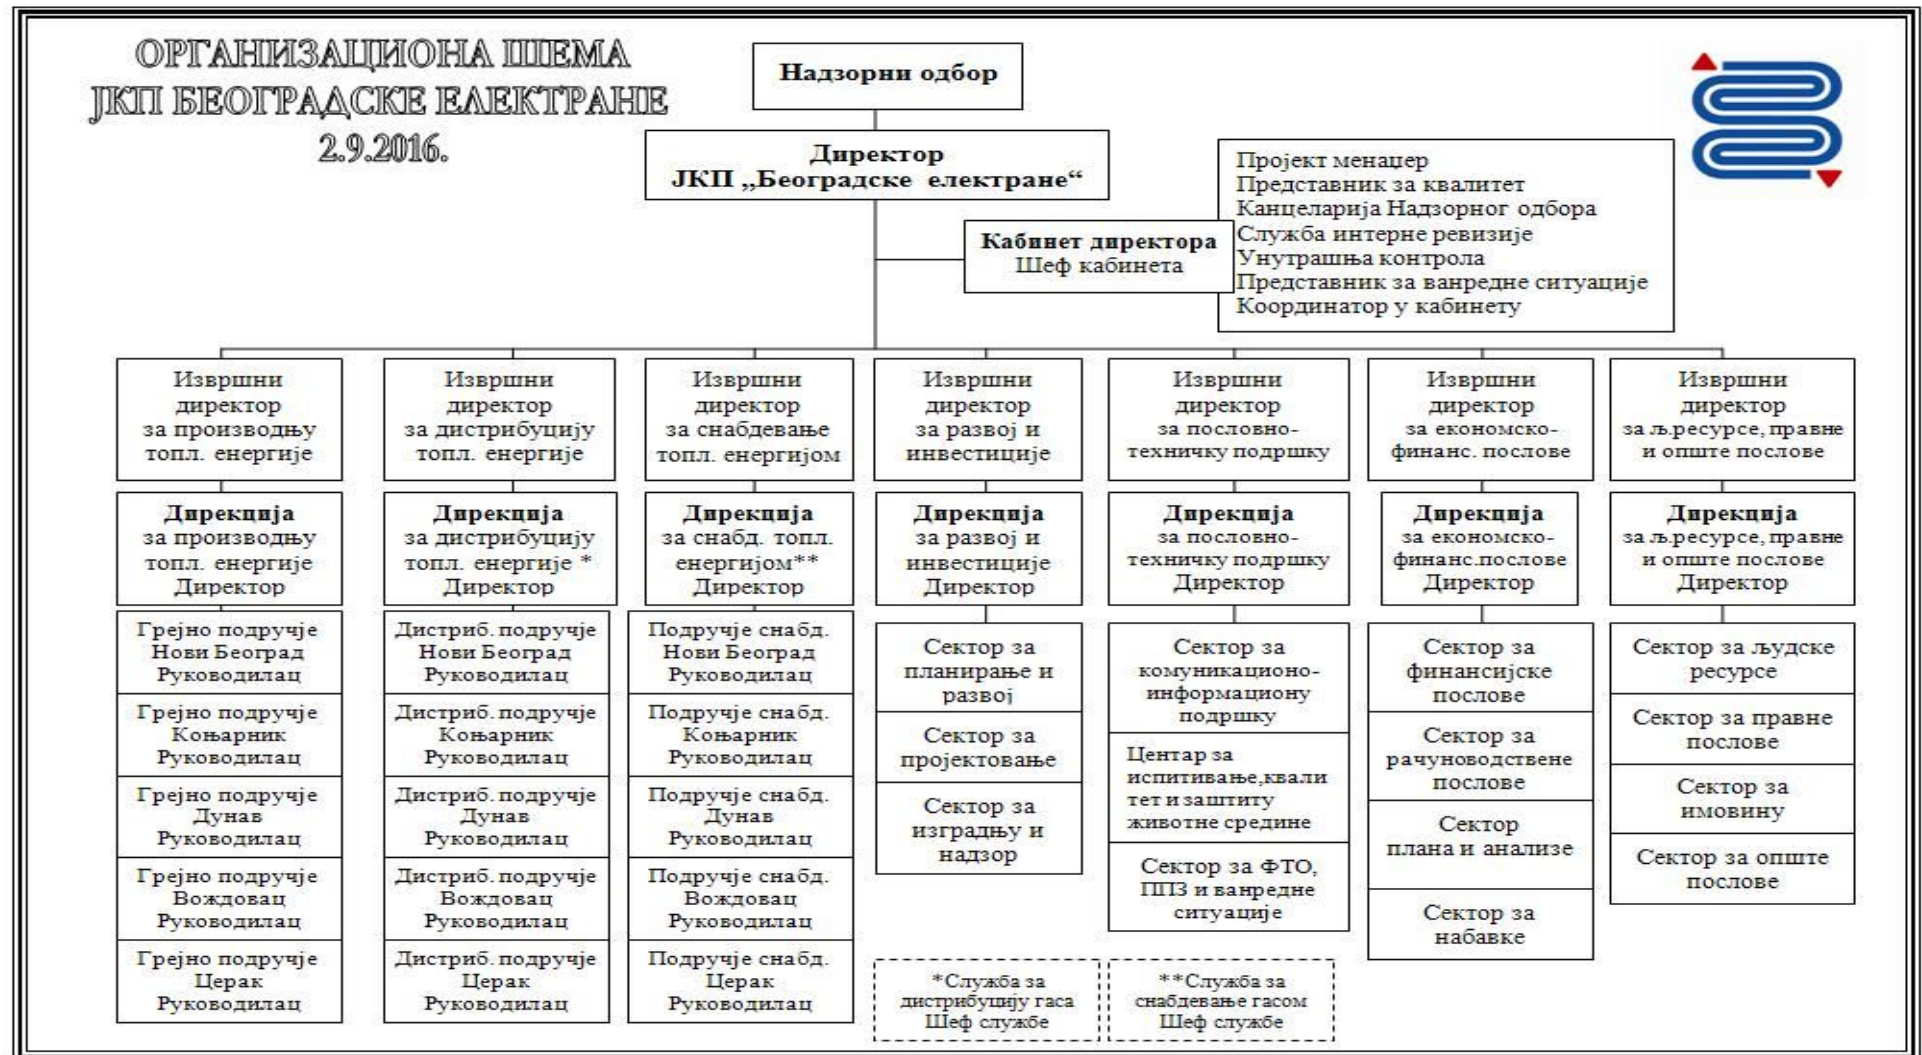 ОРГАНИЗАЦИОНА ШЕМА
ЈКП БЕОГРАДСКЕ ЕЛЕКТРАНЕ
2.9.2016.
Надзорни одбор
Директор
ЈКП „Београдске електране“
Кабинет директора
Шеф кабинета
Пројект менаџер
Представник за квалитет
Канцеларија Надзорног одбора
Служба интерне ревизије
Унутрашња контрола
Представник за ванредне ситуације
Координатор у кабинету
Извршни
директор
за производњу
топл. енергије
Извршни
директор
за дистрибуцију
топл. енергије
Извршни
директор
за снабдевање
топл. енергијом
Извршни
директор
за развој и
инвестиције
Извршни
директор
за пословно-
техничку подршку
Извршни
директор
за економско-
финанс. послове
Извршни
директор
за љ.ресурсе, правне
и опште послове
Дирекција
за производњу
топл. енергије
Директор
Дирекција
за дистрибуцију
топл. енергије *
Директор
Дирекција
за снабд. топл.
енергијом**
Директор
Дирекција
за развој и
инвестиције
Директор
Дирекција
за пословно-
техничку подршку
Директор
Дирекција
за економско-
финанс.послове
Директор
Дирекција
за љ.ресурсе, правне
и опште послове
Директор
Грејно подручје
Нови Београд
Руководилац
Грејно подручје
Коњарник
Руководилац
Грејно подручје
Дунав
Руководилац
Грејно подручје
Вождовац
Руководилац
Грејно подручје
Церак
Руководилац
Дистриб. подручје
Нови Београд
Руководилац
Дистриб. подручје
Коњарник
Руководилац
Дистриб. подручје
Дунав
Руководилац
Дистриб. подручје
Вождовац
Руководилац
Дистриб. подручје
Церак
Руководилац
Подручје снабд.
Нови Београд
Руководилац
Подручје снабд.
Коњарник
Руководилац
Подручје снабд.
Дунав
Руководилац
Подручје снабд.
Вождовац
Руководилац
Подручје снабд.
Церак
Руководилац
Сектор за
планирање и
развој
Сектор за
пројектовање
Сектор за
изградњу и
надзор
Сектор за
комуникационо-
информациону
подршку
Центар за
испитивање,квали
тет и заштиту
животне средине
Сектор за ФТО,
ППЗ и ванредне
ситуације
Сектор за
финансијске
послове
Сектор за
рачуноводствене
послове
Сектор
плана и анализе
Сектор за
набавке
Сектор за људске
ресурсе
Сектор за правне
послове
Сектор за
имовину
Сектор за опште
послове
*Служба за
дистрибуцију гаса
Шеф службе
**Служба за
снабдевање гасом
Шеф службе